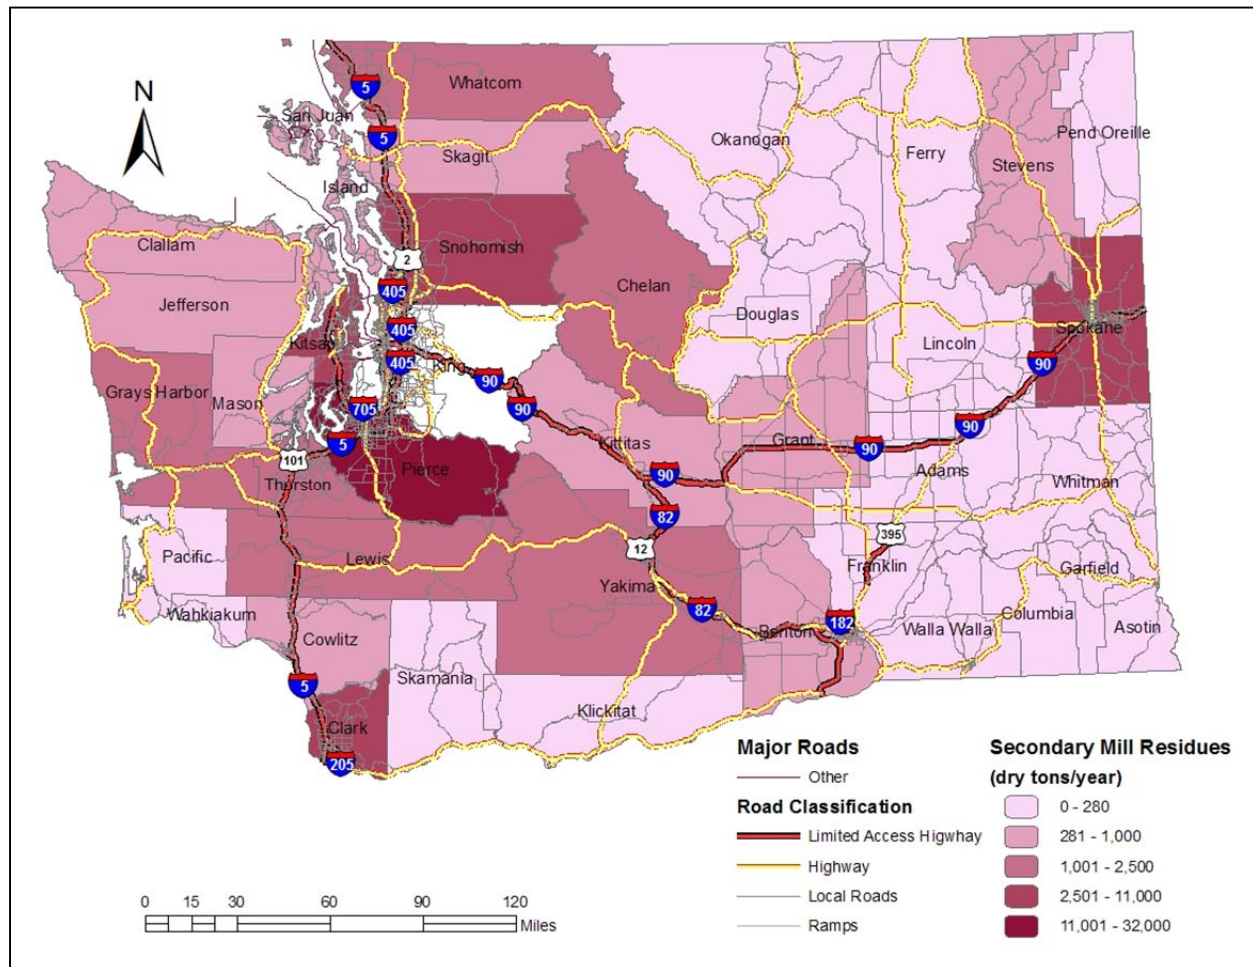 N
5
Whatcom
San Juan
5
Okanogan
Pend Oreille
Skagit
Ferry
Stevens
Island
Clallam
Snohomish
2
405
Chelan
Jefferson
Douglas
405
Spokane
Kitsap
Lincoln
405
King
90
90
Grays Harbor
Mason
705
90
90
5
Kittitas
Grant
90
101
Pierce
90
Adams
Thurston
Whitman
82
395
12
Pacific
Lewis
Franklin
Garfield
Yakima
Wahkiakum
82
182
Columbia
Cowlitz
Benton
Walla Walla
Asotin
5
Skamania
Klickitat
Clark
205
Major Roads
Other
Road Classification
Limited Access Higwhay
Highway
Local Roads
Ramps
Secondary Mill Residues
(dry tons/year)
0 - 280
281 - 1,000
1,001 - 2,500
2,501 - 11,000
11,001 - 32,000
0 15 30 60 90 120
Miles